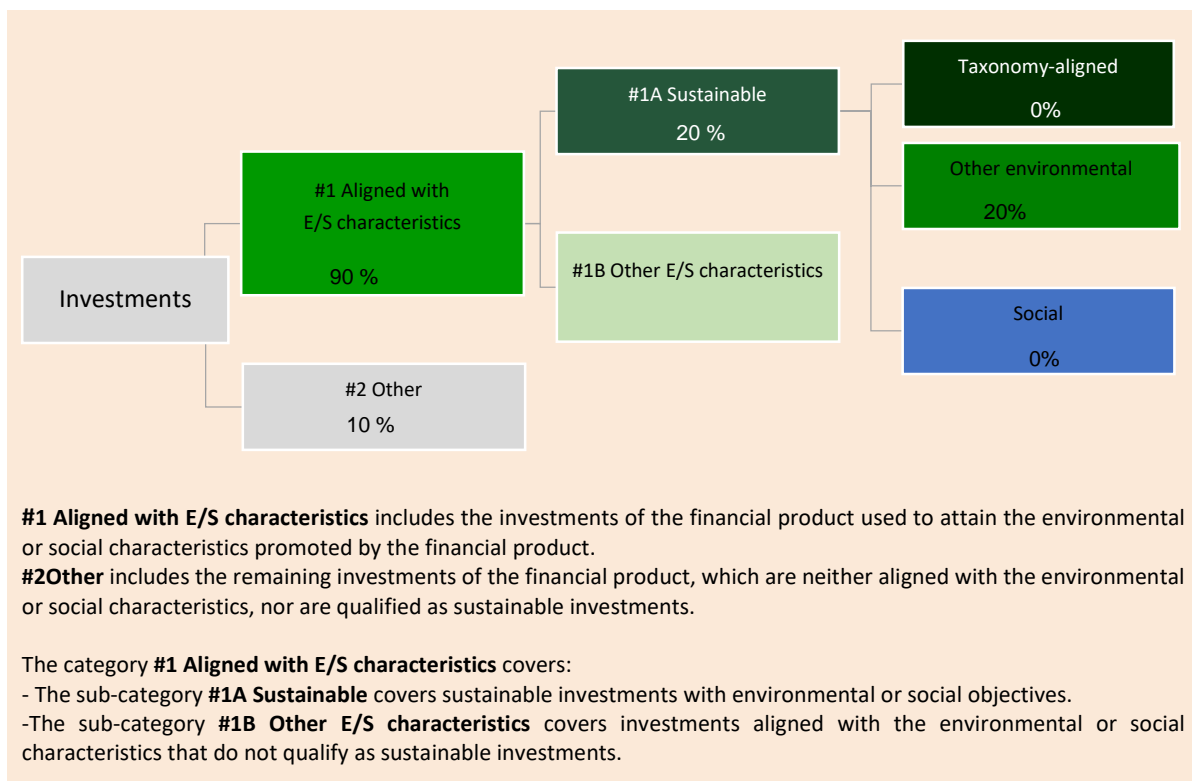 Investments
#1 Aligned with
E/S characteristics
90 %
#2 Other
10 %
#1A Sustainable
20 %
#1B Other E/S characteristics
Taxonomy-aligned
0%
Other environmental
20%
Social
0%
#1 Aligned with E/S characteristics includes the investments of the financial product used to attain the environmental
or social characteristics promoted by the financial product.
#2Other includes the remaining investments of the financial product, which are neither aligned with the environmental
or social characteristics, nor are qualified as sustainable investments.
The category #1 Aligned with E/S characteristics covers:
- The sub-category #1A Sustainable covers sustainable investments with environmental or social objectives.
-The sub-category #1B Other E/S characteristics covers investments aligned with the environmental or social
characteristics that do not qualify as sustainable investments.